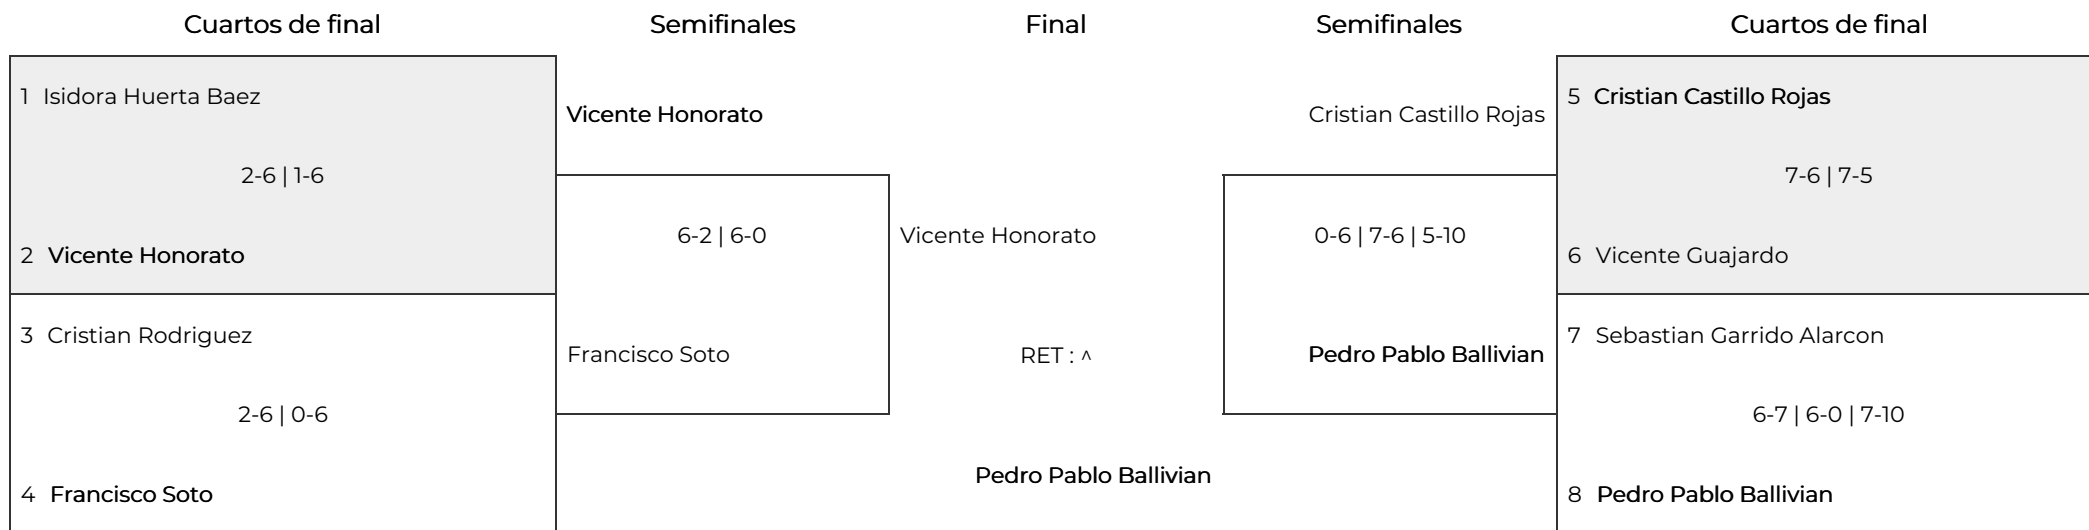 Cuartos de final
Semifinales
Final
Semifinales
Cuartos de final
1 Isidora Huerta Baez
2-6 | 1-6
2 Vicente Honorato
3 Cristian Rodriguez
2-6 | 0-6
4 Francisco Soto
Vicente Honorato
6-2 | 6-0
Francisco Soto
Vicente Honorato
RET : ^
Pedro Pablo Ballivian
Cristian Castillo Rojas
0-6 | 7-6 | 5-10
Pedro Pablo Ballivian
5 Cristian Castillo Rojas
7-6 | 7-5
6 Vicente Guajardo
7 Sebastian Garrido Alarcon
6-7 | 6-0 | 7-10
8 Pedro Pablo Ballivian